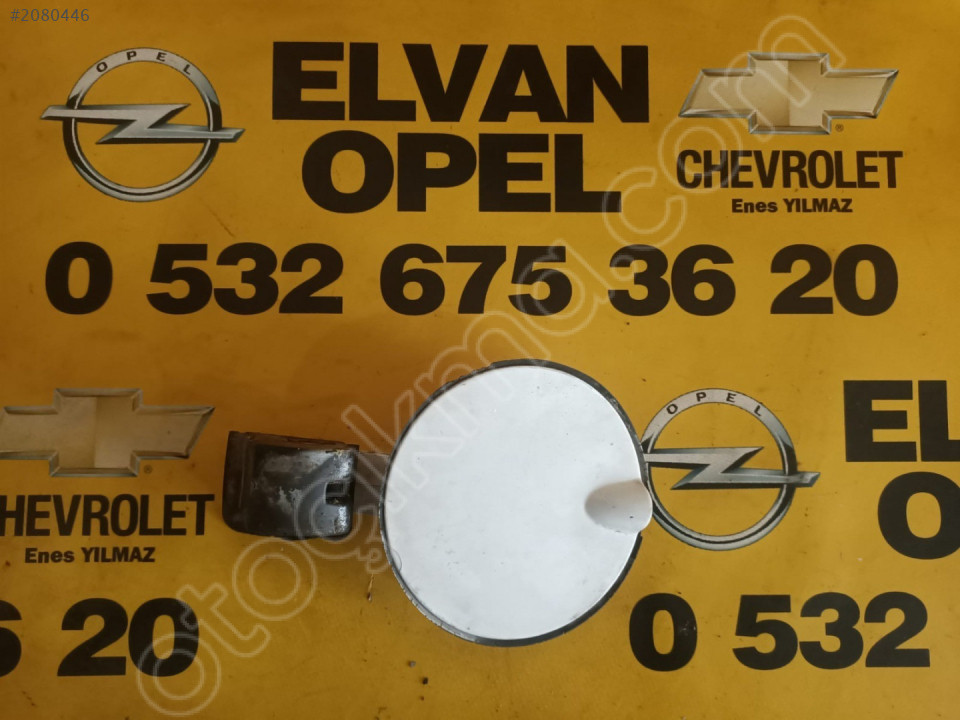 #2080446
OPEL
ELVAN
OPEL
CHEVROLET
Enes YILMAZ
0 532 675 36 20
otoçıkma.com
OPEL
EL
O
HEVROLET
Enes YILMAZ
6 20
0 532